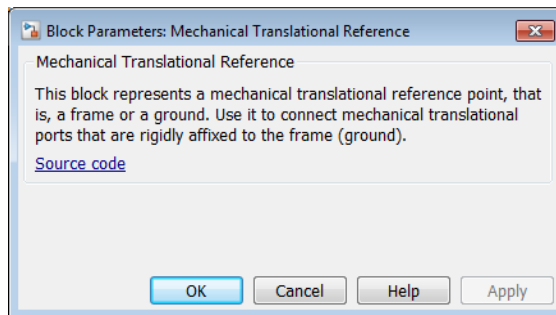 Block Parameters: Mechanical Translational Reference
Mechanical Translational Reference
This block represents a mechanical translational reference point, that
is, a frame or a ground. Use it to connect mechanical translational
ports that are rigidly affixed to the frame (ground).
Source code
OK Cancel Help Apply